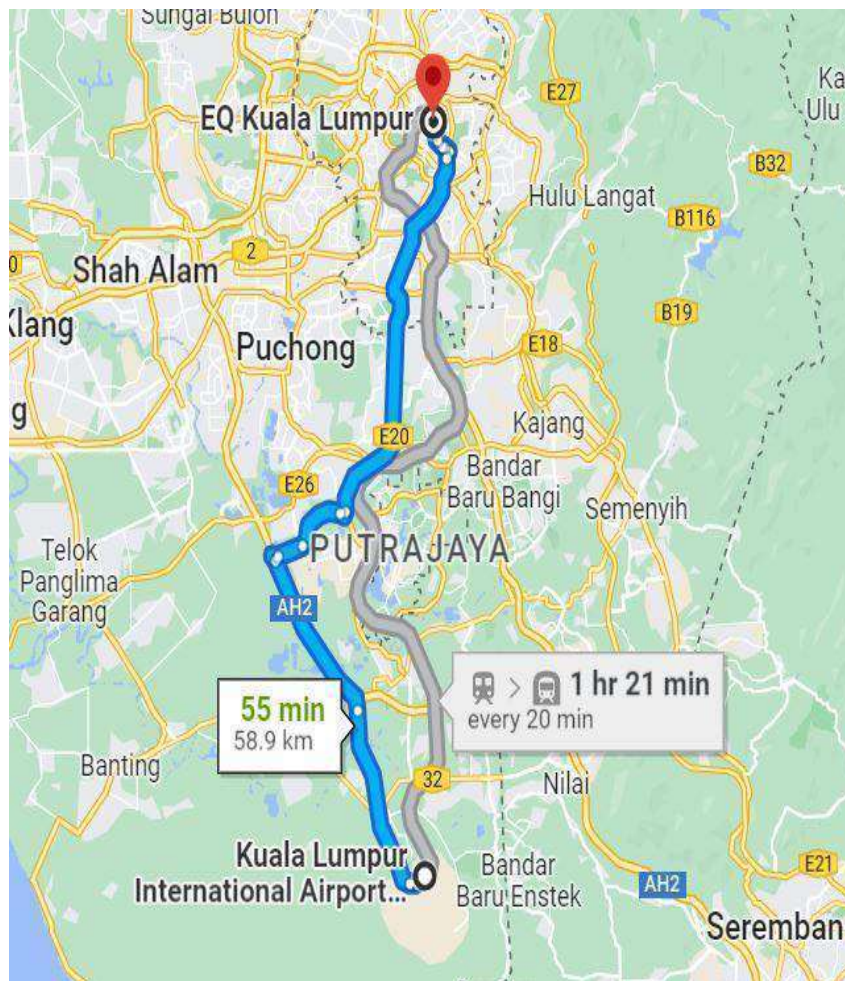 Sungai Buloh
EQ Kuala Lumpur
E27
Ka
Ulu
B32
Hulu Langat
B116
2
0
Shah Alam
B19
Klang
Puchong
E18
g
Kajang
E20
Bandar
Baru Bangi
E26
Semenyih
PUTRAJAYA
Telok
Panglima
Garang
AH2
1 hr 21 min
every 20 min
55 min
58.9 km
Banting
32
Nilai
Kuala Lumpur
International Airport...
Bandar
Baru Enstek
E21
AH2
Seremban